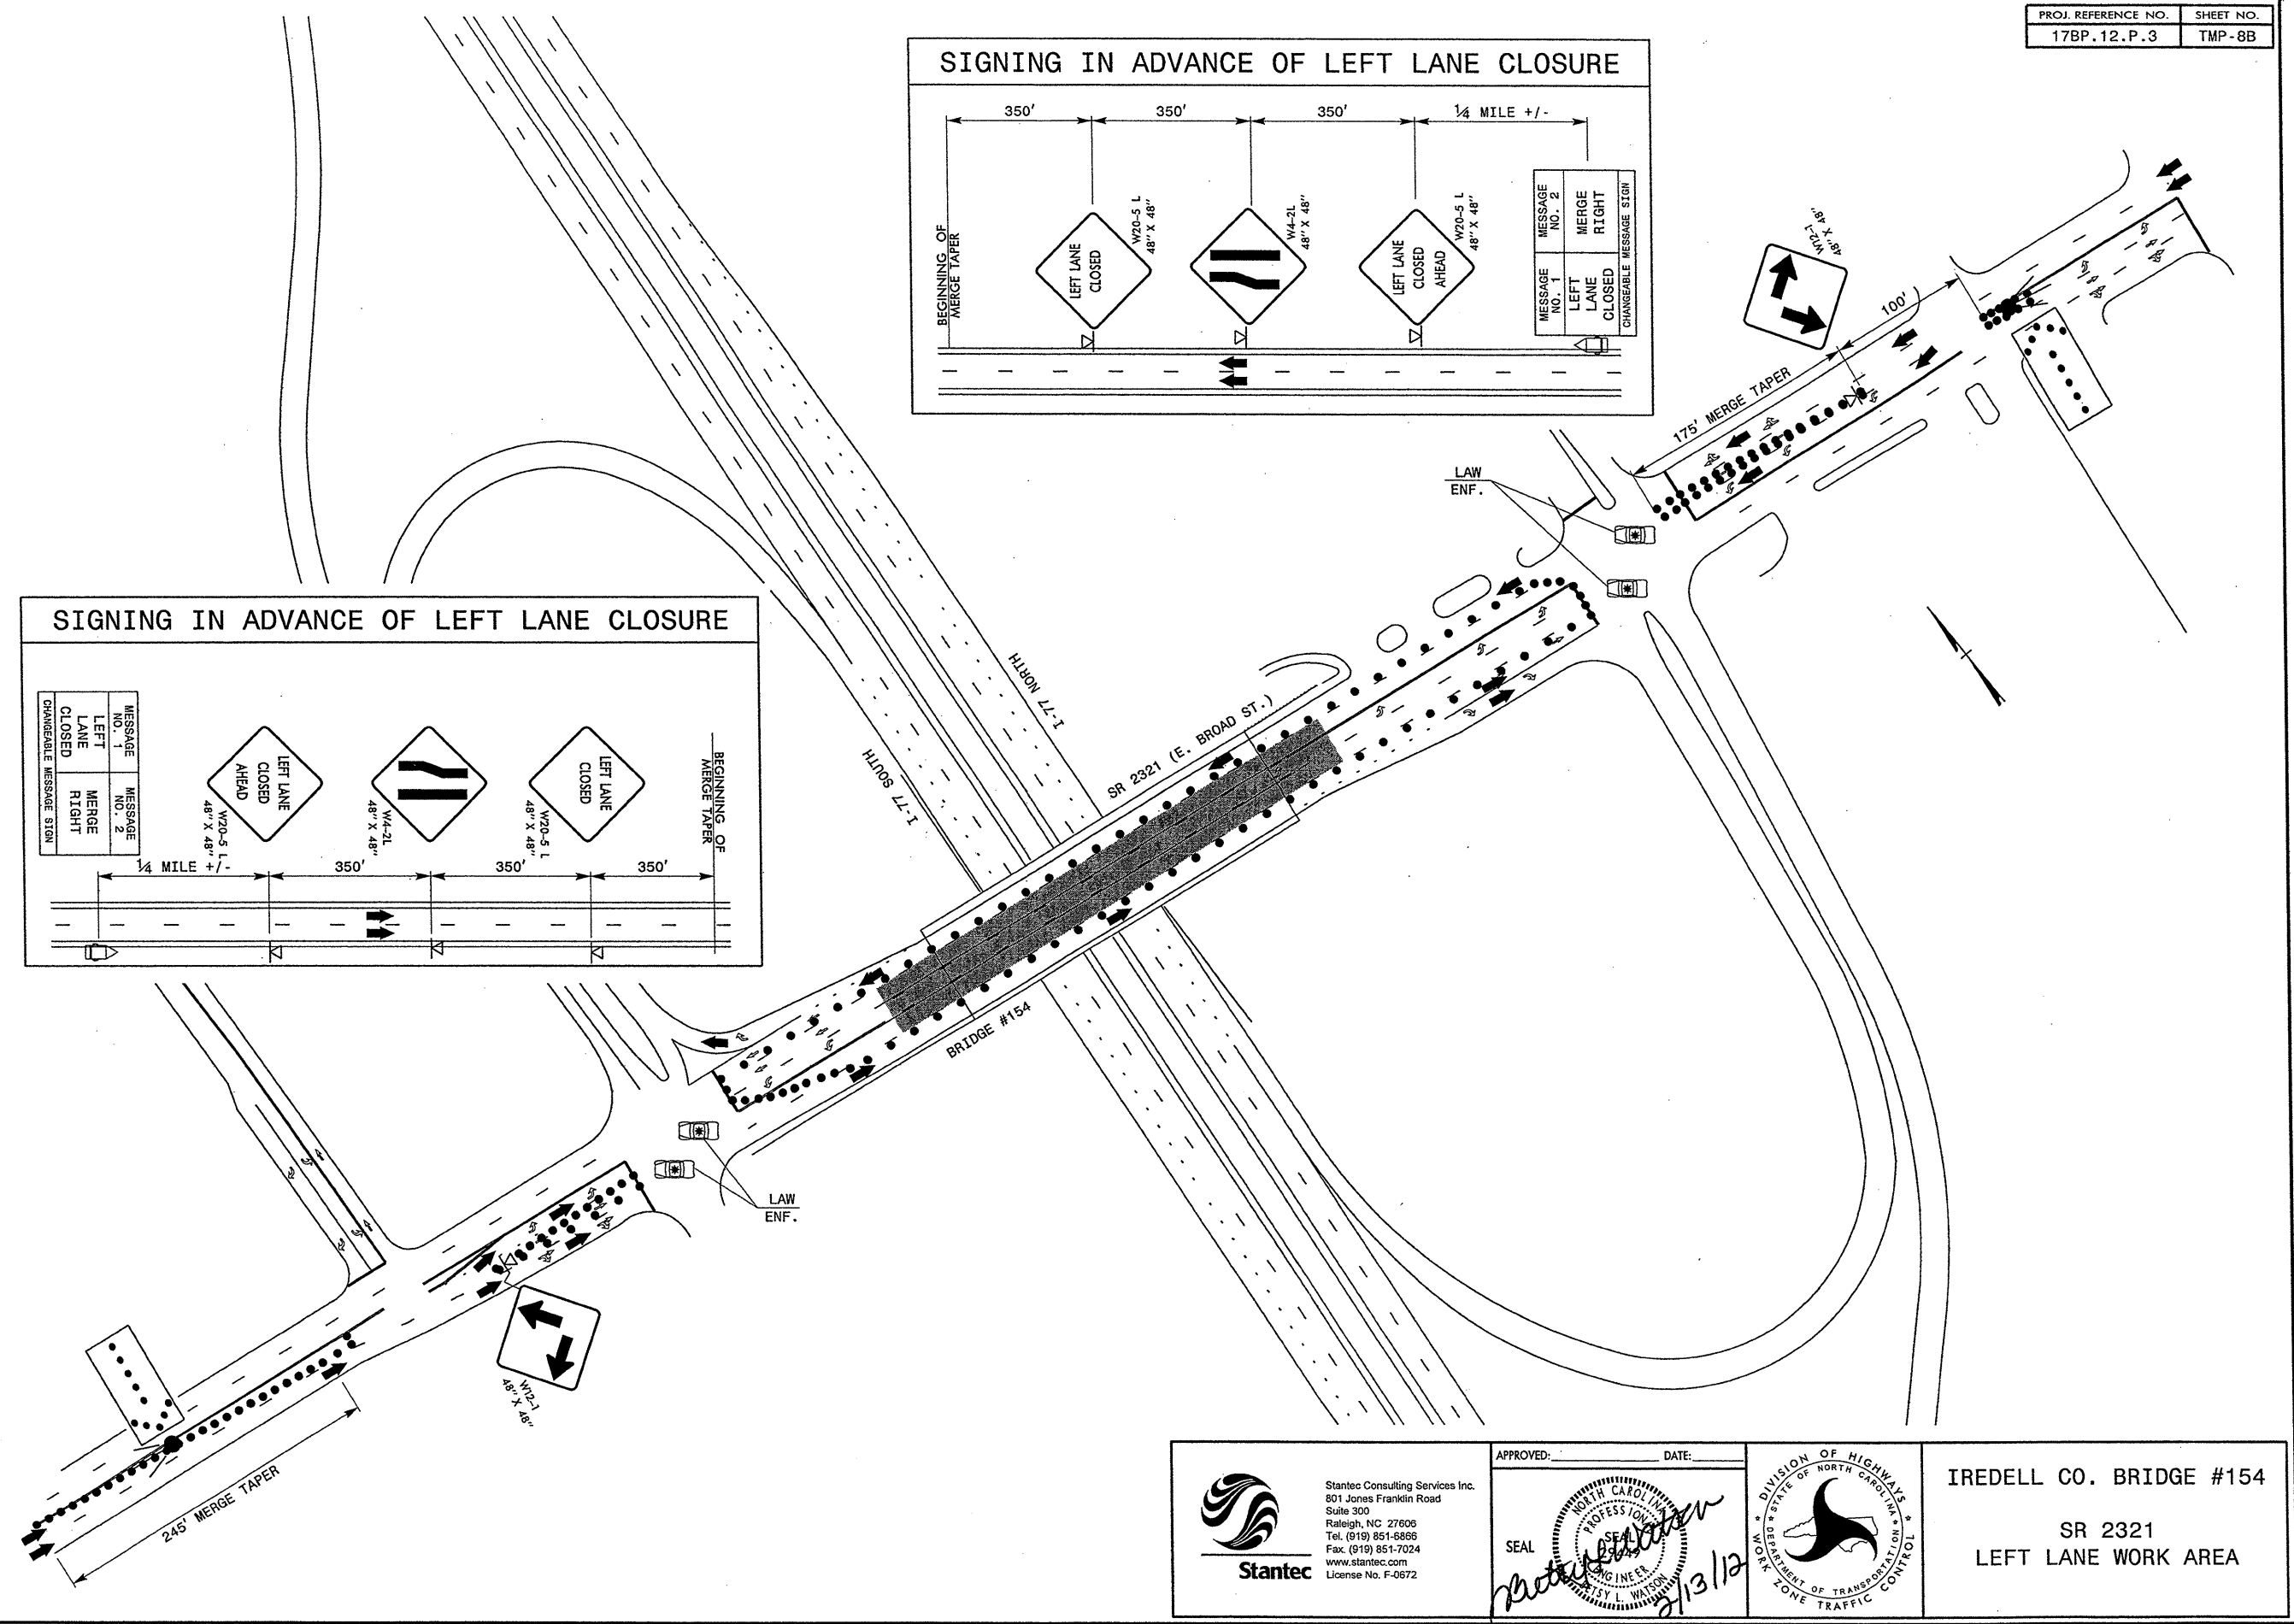 PROJ. REFERENCE NO. SHEET NO.
17BP.12.P.3 TMP-8B
SIGNING IN ADVANCE OF LEFT LANE CLOSURE
350' 350' 350' 1/4 MILE +/-
BEGINNING OF
MERGE TAPER
LEFT LANE
CLOSED
W20-5 L
48" X 48"
W4-2L
48" X 48"
LEFT LANE
CLOSED
AHEAD
W20-5 L
48" X 48"
MESSAGE
NO. 1
LEFT
LANE
CLOSED
MESSAGE
NO. 2
MERGE
RIGHT
CHANGEABLE MESSAGE SIGN
W12-1
48" X 48"
100'
175' MERGE TAPER
LAW
ENF.
SIGNING IN ADVANCE OF LEFT LANE CLOSURE
MESSAGE
NO. 1
LEFT
LANE
CLOSED
MESSAGE
NO. 2
MERGE
RIGHT
CHANGEABLE MESSAGE SIGN
LEFT LANE
CLOSED
AHEAD
W20-5 L
48" X 48"
W4-2L
48" X 48"
LEFT LANE
CLOSED
W20-5 L
48" X 48"
BEGINNING OF
MERGE TAPER
1/4 MILE +/- 350' 350' 350'
I-77 NORTH
I-77 SOUTH
SR 2321 (E. BROAD ST.)
BRIDGE #154
LAW
ENF.
W12-1
48" X 48"
245' MERGE TAPER
Stantec
Stantec Consulting Services Inc.
801 Jones Franklin Road
Suite 300
Raleigh, NC 27606
Tel. (919) 851-6866
Fax. (919) 851-7024
www.stantec.com
License No. F-0672
APPROVED: DATE:
SEAL
NORTH CAROLINA
PROFESSIONAL
SEAL
ENGINEER
BETSY L. WATSON
Betsy L. Watson
2/13/12
DIVISION OF HIGHWAYS
STATE OF NORTH CAROLINA
DEPARTMENT OF TRANSPORTATION
WORK ZONE TRAFFIC CONTROL
IREDELL CO. BRIDGE #154
SR 2321
LEFT LANE WORK AREA